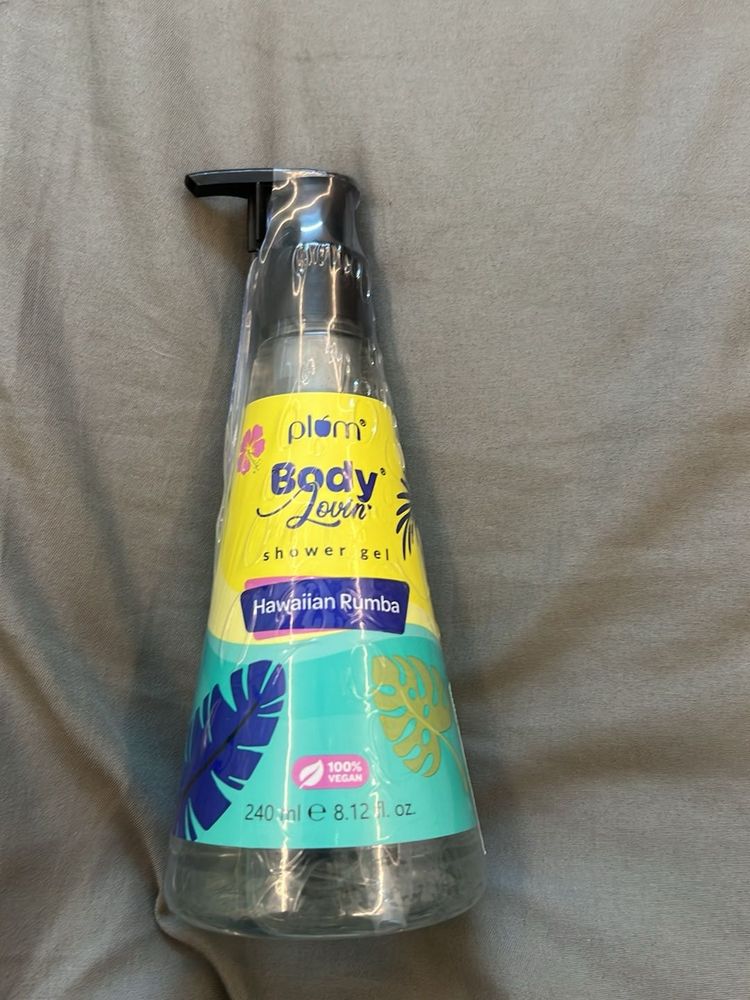 plum®
Body®
Lovin'
shower gel
Hawaiian Rumba
100%
VEGAN
240 ml ℮ 8.12 fl. oz.